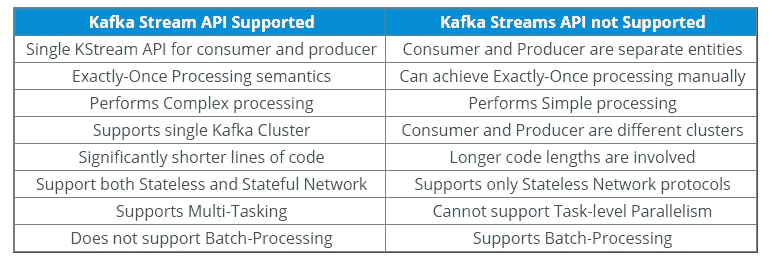 Kafka Stream API Supported Kafka Streams API not Supported
Single KStream API for consumer and producer Consumer and Producer are separate entities
Exactly-Once Processing semantics Can achieve Exactly-Once processing manually
Performs Complex processing Performs Simple processing
Supports single Kafka Cluster Consumer and Producer are different clusters
Significantly shorter lines of code Longer code lengths are involved
Support both Stateless and Stateful Network Supports only Stateless Network protocols
Supports Multi-Tasking Cannot support Task-level Parallelism
Does not support Batch-Processing Supports Batch-Processing